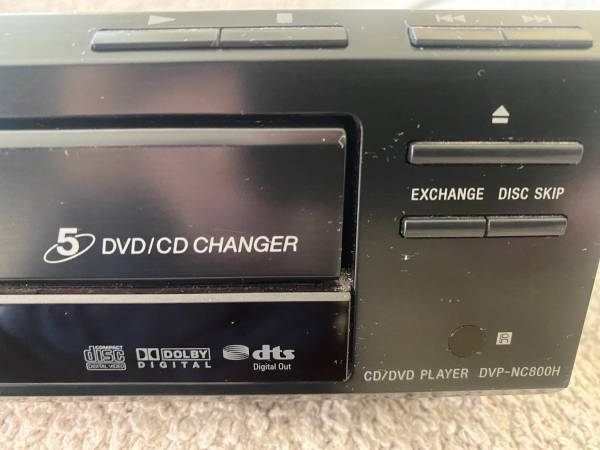 EXCHANGE DISC SKIP
5 DVD/CD CHANGER
COMPACT
disc
DIGITAL VIDEO
DOLBY
DIGITAL
dts
Digital Out
R
CD/DVD PLAYER DVP-NC800H